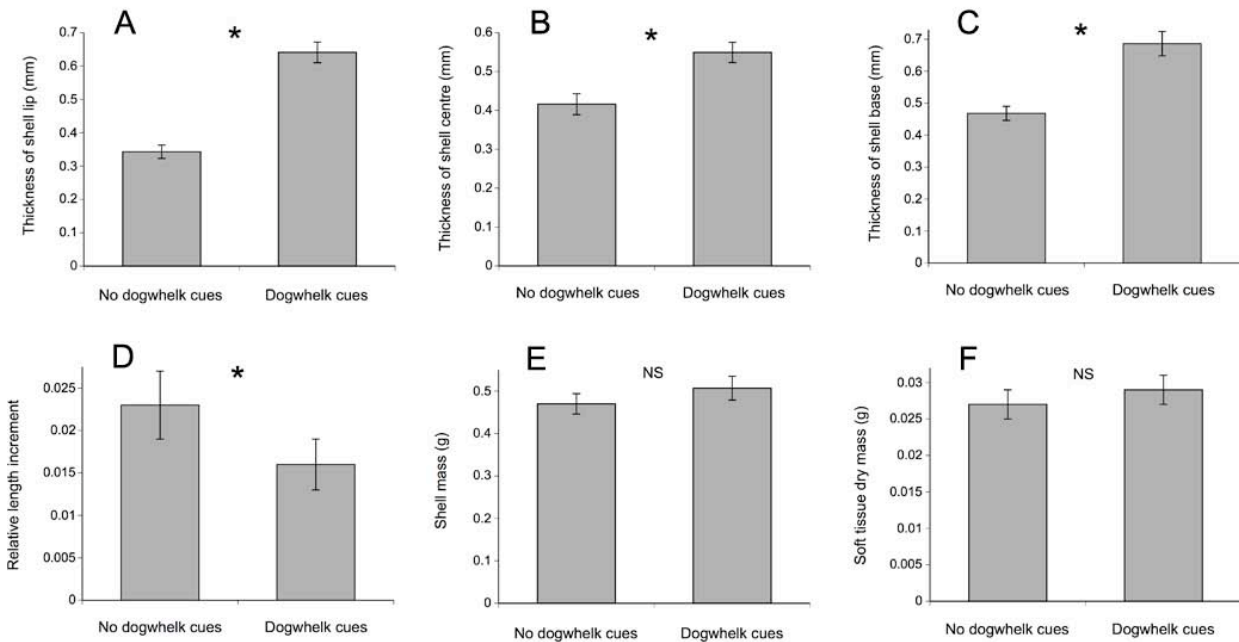 A
*
Thickness of shell lip (mm)
0.7
0.6
0.5
0.4
0.3
0.2
0.1
0
No dogwhelk cues
Dogwhelk cues
B
*
Thickness of shell centre (mm)
0.6
0.5
0.4
0.3
0.2
0.1
0
No dogwhelk cues
Dogwhelk cues
C
*
Thickness of shell base (mm)
0.7
0.6
0.5
0.4
0.3
0.2
0.1
0
No dogwhelk cues
Dogwhelk cues
D
*
Relative length increment
0.025
0.02
0.015
0.01
0.005
0
No dogwhelk cues
Dogwhelk cues
E
NS
Shell mass (g)
0.5
0.4
0.5
0.2
0.1
0
No dogwhelk cues
Dogwhelk cues
F
NS
Soft tissue dry mass (g)
0.03
0.025
0.02
0.015
0.01
0.005
0
No dogwhelk cues
Dogwhelk cues